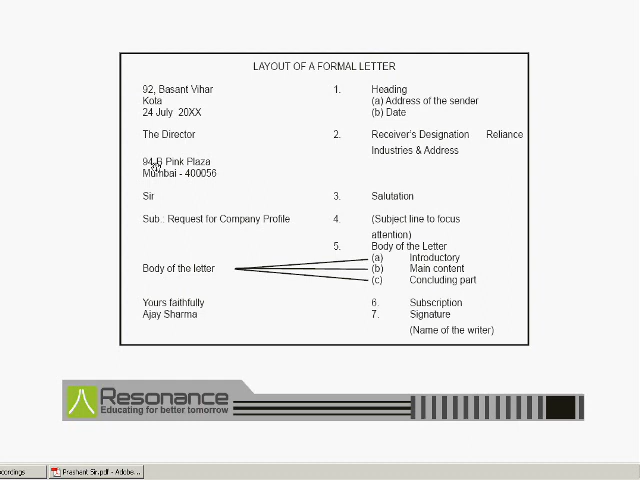 LAYOUT OF A FORMAL LETTER
92, Basant Vihar 1. Heading
Kota (a) Address of the sender
24 July 20XX (b) Date
The Director 2. Receiver's Designation Reliance
Industries & Address
94-B Pink Plaza
Mumbai - 400056
Sir 3. Salutation
Sub.: Request for Company Profile 4. (Subject line to focus
attention)
5. Body of the Letter
(a) Introductory
Body of the letter (b) Main content
(c) Concluding part
Yours faithfully 6. Subscription
Ajay Sharma 7. Signature
(Name of the writer)
Resonance
Educating for better tomorrow
Prashant Sir.pdf - Adobe...